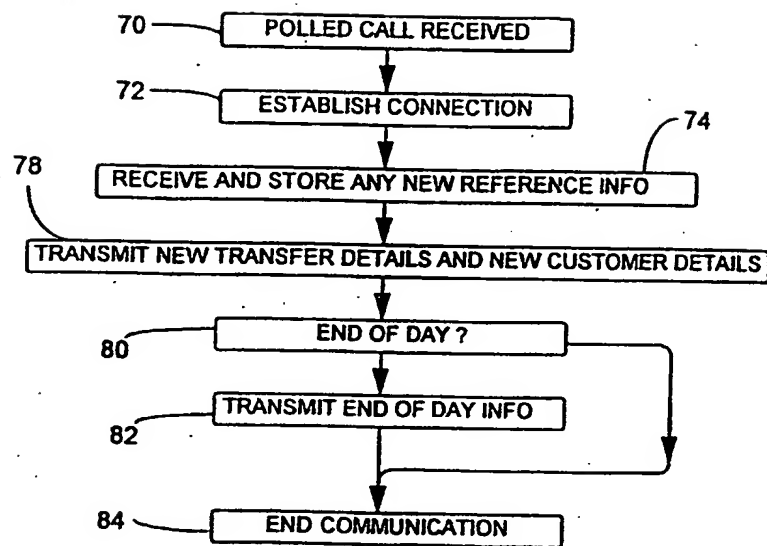 70
POLLED CALL RECEIVED
72
ESTABLISH CONNECTION
74
78
RECEIVE AND STORE ANY NEW REFERENCE INFO
TRANSMIT NEW TRANSFER DETAILS AND NEW CUSTOMER DETAILS
80
END OF DAY ?
82
TRANSMIT END OF DAY INFO
84
END COMMUNICATION